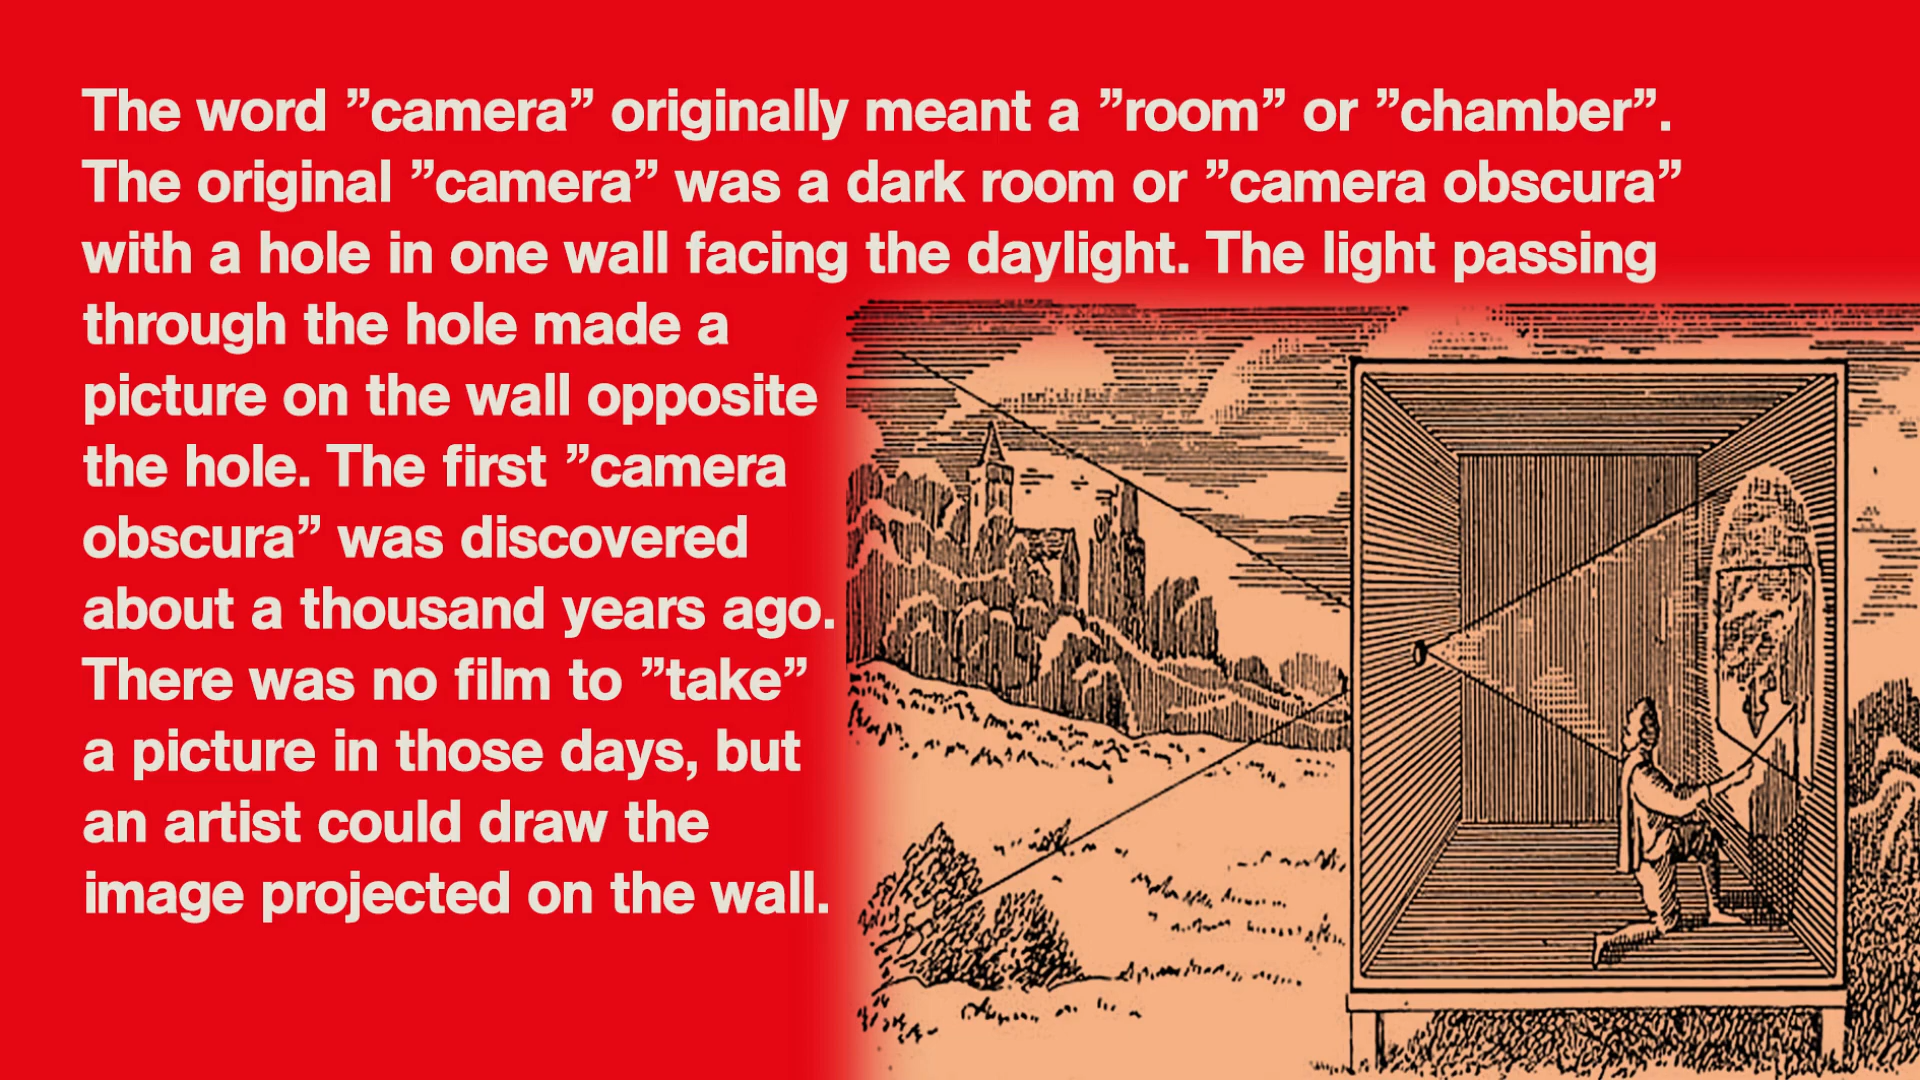 The word ”camera” originally meant a ”room” or ”chamber”.
The original ”camera” was a dark room or ”camera obscura”
with a hole in one wall facing the daylight. The light passing
through the hole made a
picture on the wall opposite
the hole. The first ”camera
obscura” was discovered
about a thousand years ago.
There was no film to ”take”
a picture in those days, but
an artist could draw the
image projected on the wall.